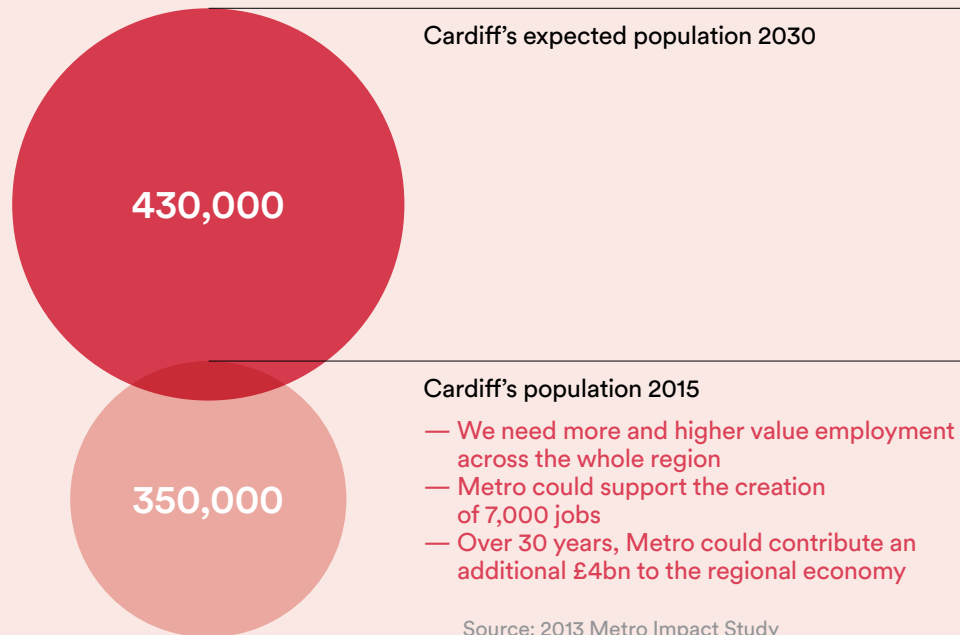 Cardiff’s expected population 2030
430,000
Cardiff’s population 2015
350,000
— We need more and higher value employment
across the whole region
— Metro could support the creation
of 7,000 jobs
— Over 30 years, Metro could contribute an
additional £4bn to the regional economy
Source: 2013 Metro Impact Study